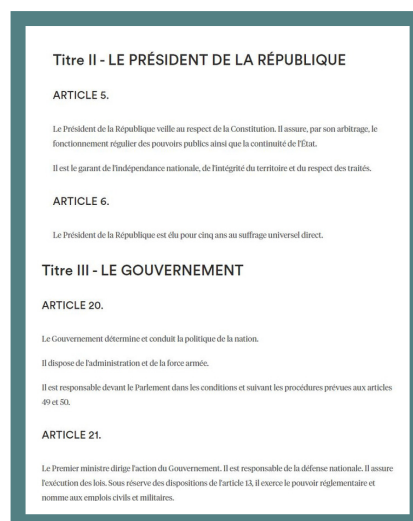 Titre II - LE PRÉSIDENT DE LA RÉPUBLIQUE
ARTICLE 5.
Le Président de la République veille au respect de la Constitution. Il assure, par son arbitrage, le
fonctionnement régulier des pouvoirs publics ainsi que la continuité de l'État.
Il est le garant de l'indépendance nationale, de l'intégrité du territoire et du respect des traités.
ARTICLE 6.
Le Président de la République est élu pour cinq ans au suffrage universel direct.
Titre III - LE GOUVERNEMENT
ARTICLE 20.
Le Gouvernement détermine et conduit la politique de la nation.
Il dispose de l'administration et de la force armée.
Il est responsable devant le Parlement dans les conditions et suivant les procédures prévues aux articles
49 et 50.
ARTICLE 21.
Le Premier ministre dirige l'action du Gouvernement. Il est responsable de la défense nationale. Il assure
l'exécution des lois. Sous réserve des dispositions de l'article 13, il exerce le pouvoir réglementaire et
nomme aux emplois civils et militaires.